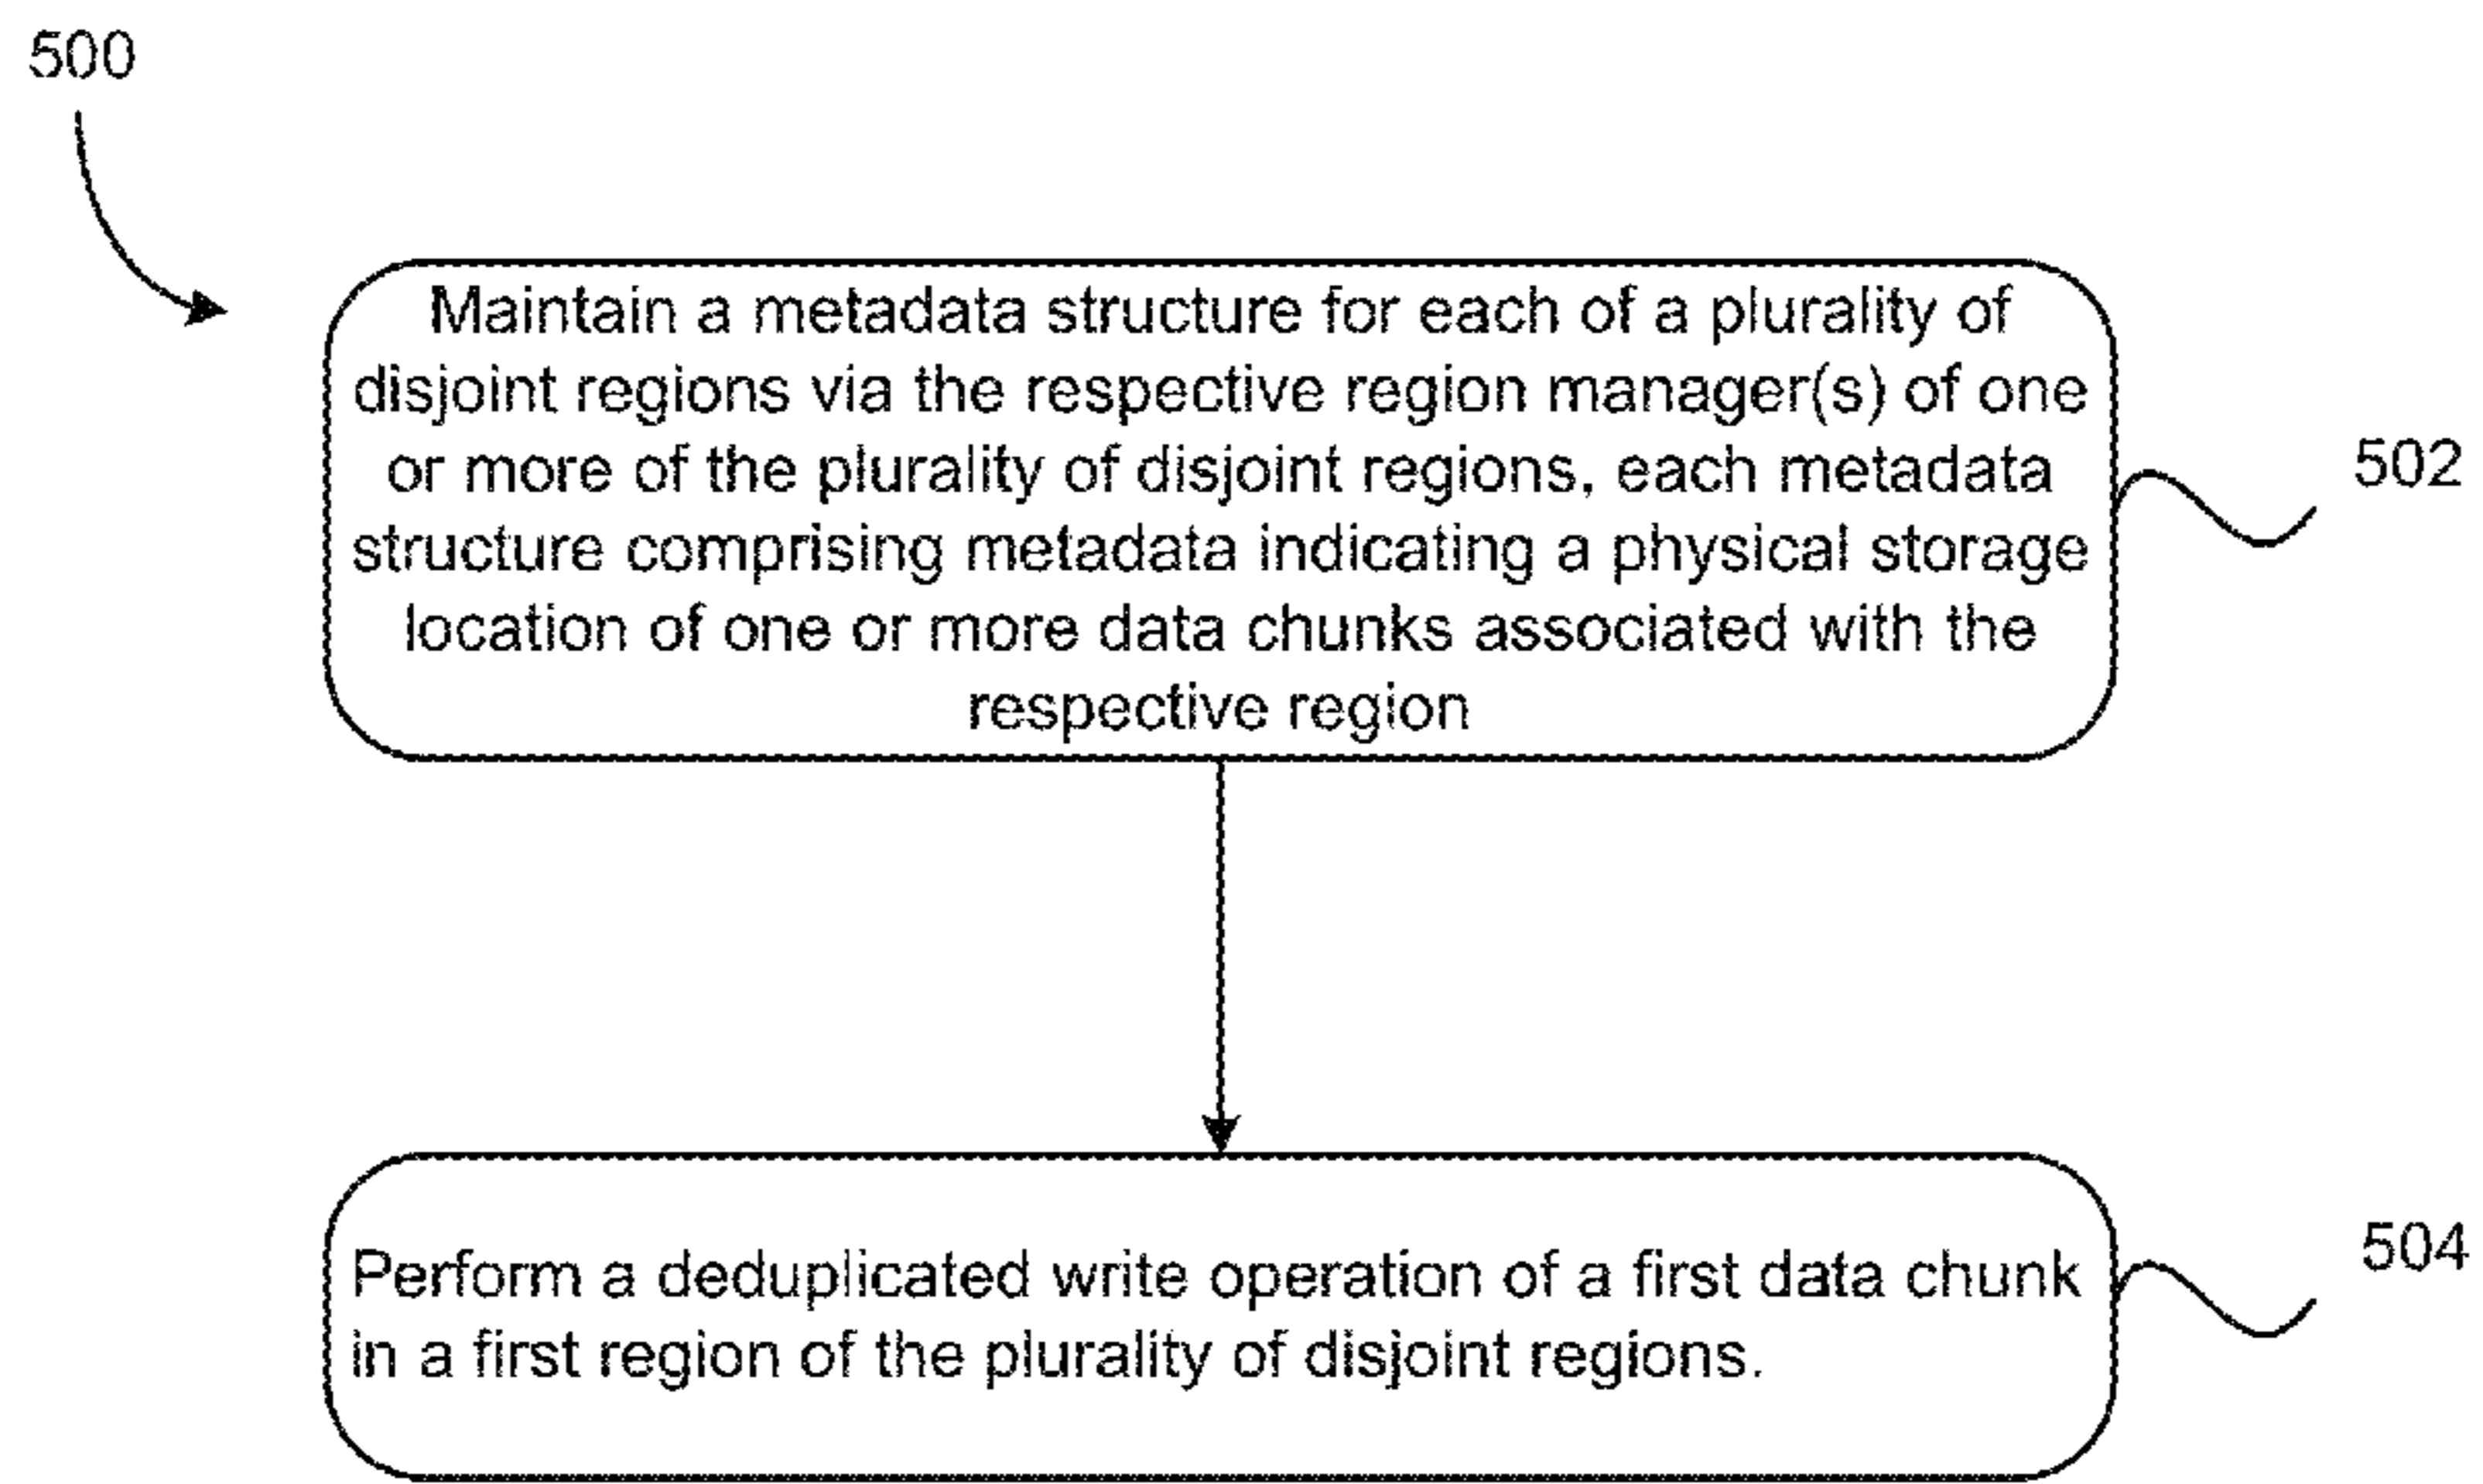 500
Maintain a metadata structure for each of a plurality of
disjoint regions via the respective region manager(s) of one
or more of the plurality of disjoint regions, each metadata
structure comprising metadata indicating a physical storage
location of one or more data chunks associated with the
respective region
502
Perform a deduplicated write operation of a first data chunk
in a first region of the plurality of disjoint regions.
504